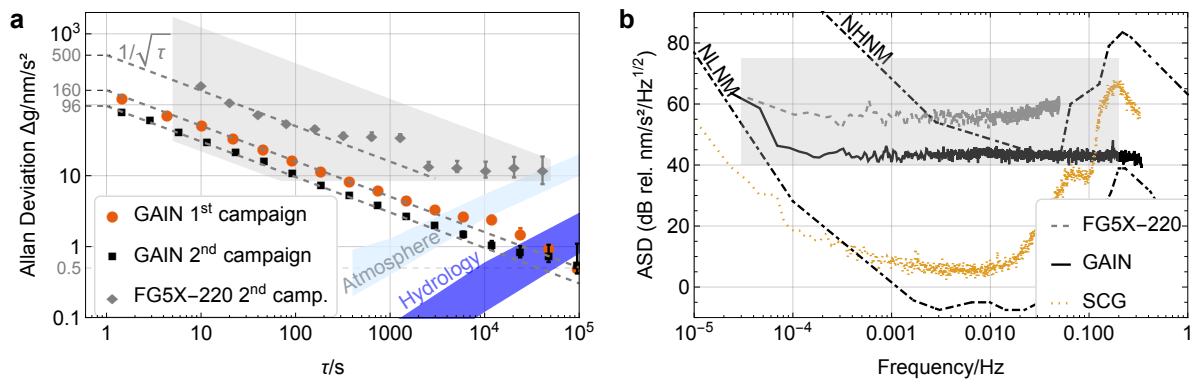 a
Allan Deviation Δg/nm/s²
10³
500
160
100
96
10
1
0.5
0.1
1/√τ
GAIN 1st campaign
GAIN 2nd campaign
FG5X−220 2nd camp.
Atmosphere
Hydrology
1
10
100
1000
10⁴
10⁵
τ/s
b
ASD (dB rel. nm/s²/Hz^1/2)
80
60
40
20
0
NLNM
NHNM
FG5X−220
GAIN
SCG
10⁻⁵
10⁻⁴
0.001
0.010
0.100
1
Frequency/Hz